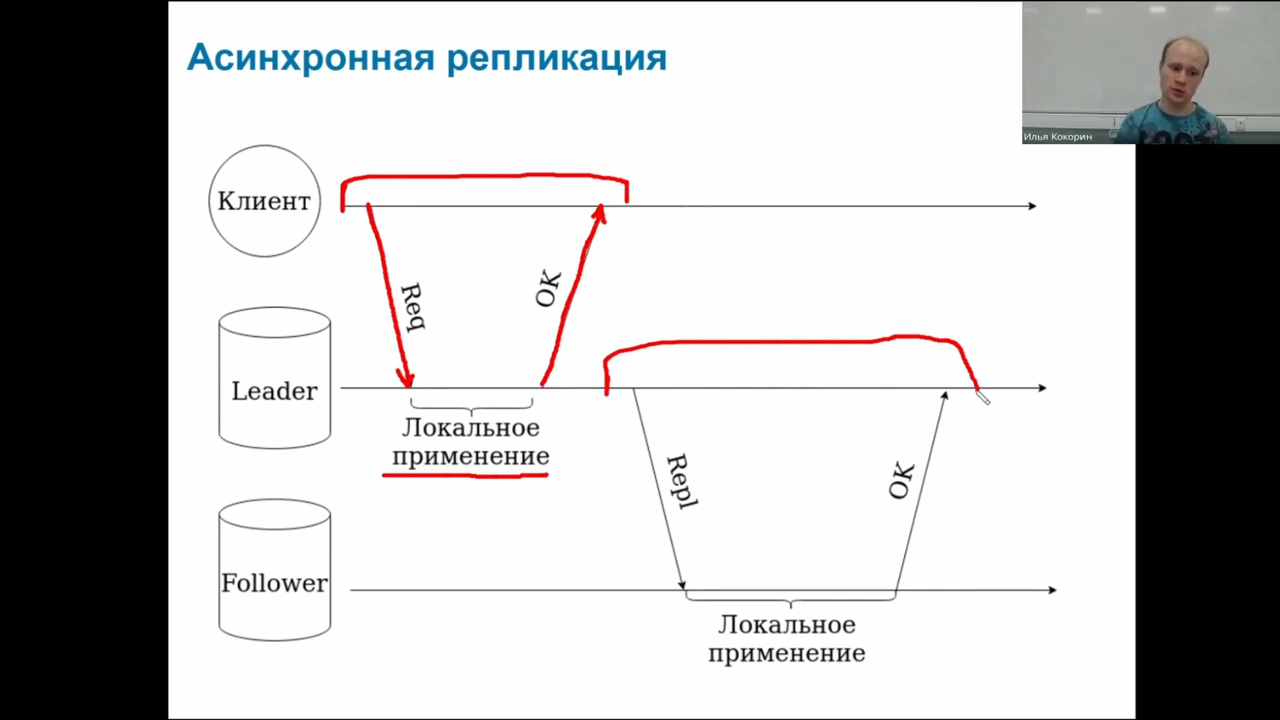 Асинхронная репликация
Илья Кокорин
Клиент
Req
OK
Leader
Локальное
применение
Repl
OK
Follower
Локальное
применение